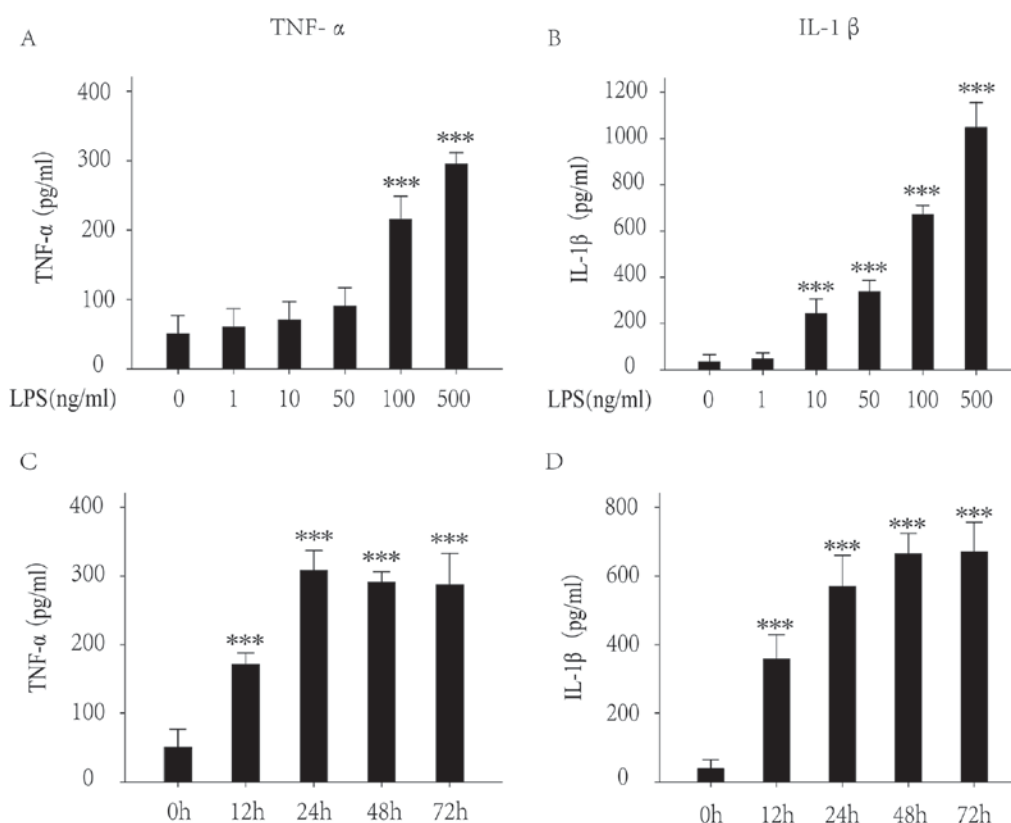 A
TNF- α
TNF-α (pg/ml)
400
300
200
100
0
***
***
LPS(ng/ml)
0 1 10 50 100 500
B
IL-1 β
IL-1β (pg/ml)
1200
1000
800
600
400
200
0
***
***
***
***
LPS(ng/ml)
0 1 10 50 100 500
C
TNF-α (pg/ml)
400
300
200
100
0
***
***
***
***
0h 12h 24h 48h 72h
D
IL-1β (pg/ml)
800
600
400
200
0
***
***
***
***
0h 12h 24h 48h 72h